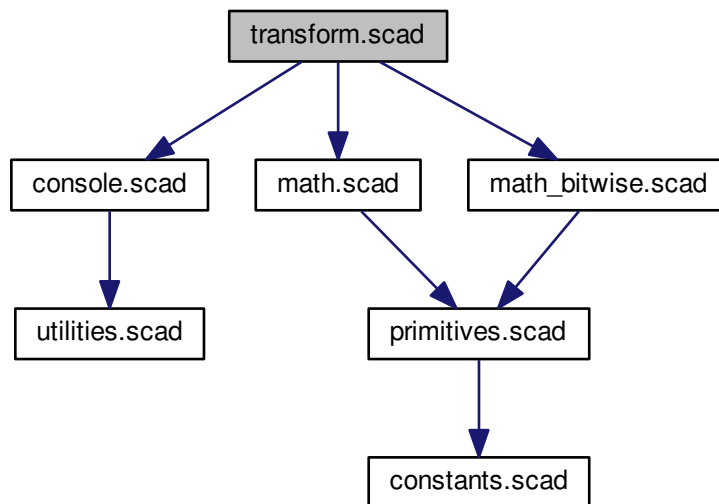 transform.scad
console.scad
math.scad
math_bitwise.scad
utilities.scad
primitives.scad
constants.scad